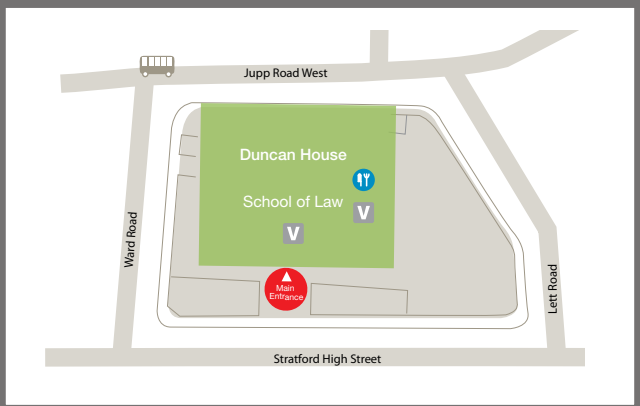 Jupp Road West
Duncan House
School of Law
V
V
Ward Road
Main
Entrance
Lett Road
Stratford High Street